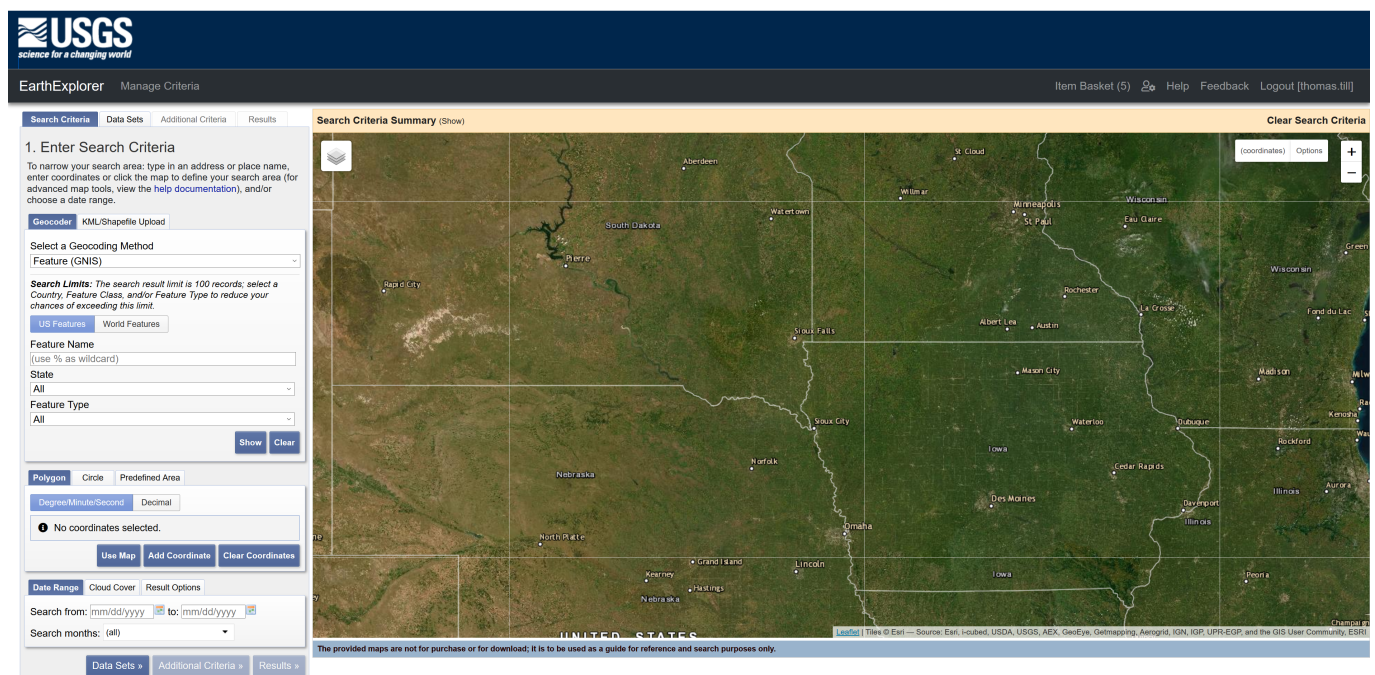 USGS
science for a changing world
EarthExplorer Manage Criteria Item Basket (5) Help Feedback Logout [thomas.till]
Search Criteria Data Sets Additional Criteria Results
Search Criteria Summary (Show) Clear Search Criteria
1. Enter Search Criteria
To narrow your search area: type in an address or place name,
enter coordinates or click the map to define your search area (for
advanced map tools, view the help documentation), and/or
choose a date range.
Geocoder KML/Shapefile Upload
Select a Geocoding Method
Feature (GNIS)
Search Limits: The search result limit is 100 records; select a
Country, Feature Class, and/or Feature Type to reduce your
chances of exceeding this limit.
US Features World Features
Feature Name
(use % as wildcard)
State
All
Feature Type
All
Show Clear
Polygon Circle Predefined Area
Degree/Minute/Second Decimal
No coordinates selected.
Use Map Add Coordinate Clear Coordinates
Date Range Cloud Cover Result Options
Search from: mm/dd/yyyy to: mm/dd/yyyy
Search months: (all)
Data Sets » Additional Criteria » Results »
(coordinates) Options +
−
St Cloud
Aberdeen
Willmar
Wisconsin
Minneapolis
Watertown
St Paul
Eau Claire
South Dakota
Green
Pierre
Wisconsin
Rapid City
Rochester
La Crosse
Fond du Lac
Albert Lea
Austin
Sioux Falls
Mason City
Madison
Milw
Ra
Kenosha
Sioux City
Waterloo
Dubuque
Wau
Rockford
Iowa
Norfolk
Cedar Rapids
Nebraska
Aurora
Illinois
Des Moines
Davenport
Illinois
Omaha
North Platte
Grand Island
Lincoln
Kearney
Iowa
Peoria
Hastings
Nebraska
Champaign
UNITED STATES
Leaflet | Tiles © Esri — Source: Esri, i-cubed, USDA, USGS, AEX, GeoEye, Getmapping, Aerogrid, IGN, IGP, UPR-EGP, and the GIS User Community, ESRI
The provided maps are not for purchase or for download; it is to be used as a guide for reference and search purposes only.